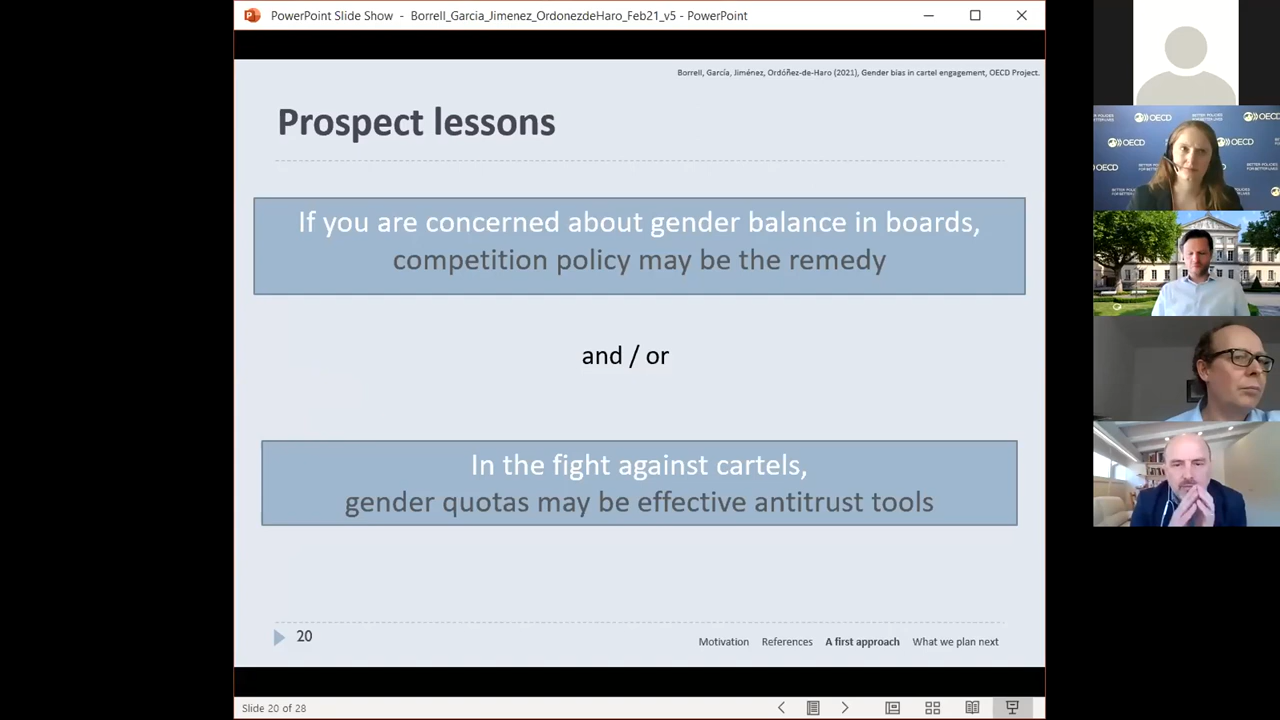 PowerPoint Slide Show - Borrell_Garcia_Jimenez_OrdonezdeHaro_Feb21_v5 - PowerPoint
Borrell, García, Jiménez, Ordóñez-de-Haro (2021), Gender bias in cartel engagement, OECD Project.
Prospect lessons
If you are concerned about gender balance in boards,
competition policy may be the remedy
and / or
In the fight against cartels,
gender quotas may be effective antitrust tools
20
Motivation References A first approach What we plan next
Slide 20 of 28
OECD
BETTER POLICIES
FOR BETTER LIVES